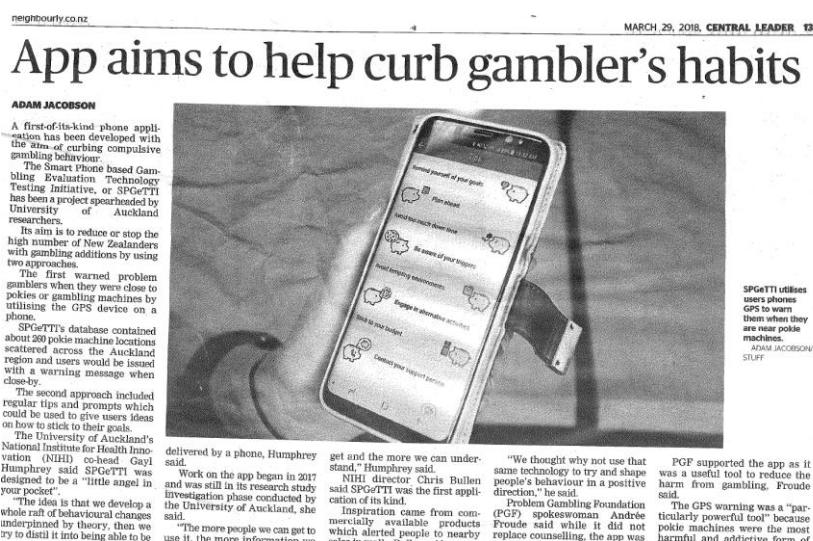 neighbourly.co.nz
MARCH 29, 2018, CENTRAL LEADER 13
App aims to help curb gambler's habits
ADAM JACOBSON
A first-of-its-kind phone appli-
cation has been developed with
the aim of curbing compulsive
gambling behaviour.
The Smart Phone based Gam-
bling Evaluation Technology
Testing Initiative, or SPGeTTI
has been a project spearheaded by
University of Auckland
researchers.
Its aim is to reduce or stop the
high number of New Zealanders
with gambling additions by using
two approaches.
The first warned problem
gamblers when they were close to
pokies or gambling machines by
utilising the GPS device on a
phone.
SPGeTTI's database contained
about 260 pokie machine locations
scattered across the Auckland
region and users would be issued
with a warning message when
close-by.
The second approach included
regular tips and prompts which
could be used to give users ideas
on how to stick to their goals.
The University of Auckland's
National Institute for Health Inno-
vation (NIHI) co-head Gayl
Humphrey said SPGeTTI was
designed to be a "little angel in
your pocket".
"The idea is that we develop a
whole raft of behavioural changes
underpinned by theory, then we
try to distil it into being able to be
Remind yourself of your goals
Plan ahead
Avoid too much down time
Be aware of your triggers
Avoid tempting environments
Engage in alternative activities
Stick to your budget
Contact your support person
SPGeTTI utilises
users phones
GPS to warn
them when they
are near pokie
machines.
ADAM JACOBSON/
STUFF
delivered by a phone, Humphrey
said.
Work on the app began in 2017
and was still in its research study
investigation phase conducted by
the University of Auckland, she
said.
"The more people we can get to
use it, the more information we
get and the more we can under-
stand," Humphrey said.
NIHI director Chris Bullen
said SPGeTTI was the first appli-
cation of its kind.
Inspiration came from com-
mercially available products
which alerted people to nearby
"We thought why not use that
same technology to try and shape
people's behaviour in a positive
direction," he said.
Problem Gambling Foundation
(PGF) spokeswoman Andrée
Froude said while it did not
replace counselling, the app was
PGF supported the app as it
was a useful tool to reduce the
harm from gambling, Froude
said.
The GPS warning was a "par-
ticularly powerful tool" because
pokie machines were the most
harmful and addictive form of